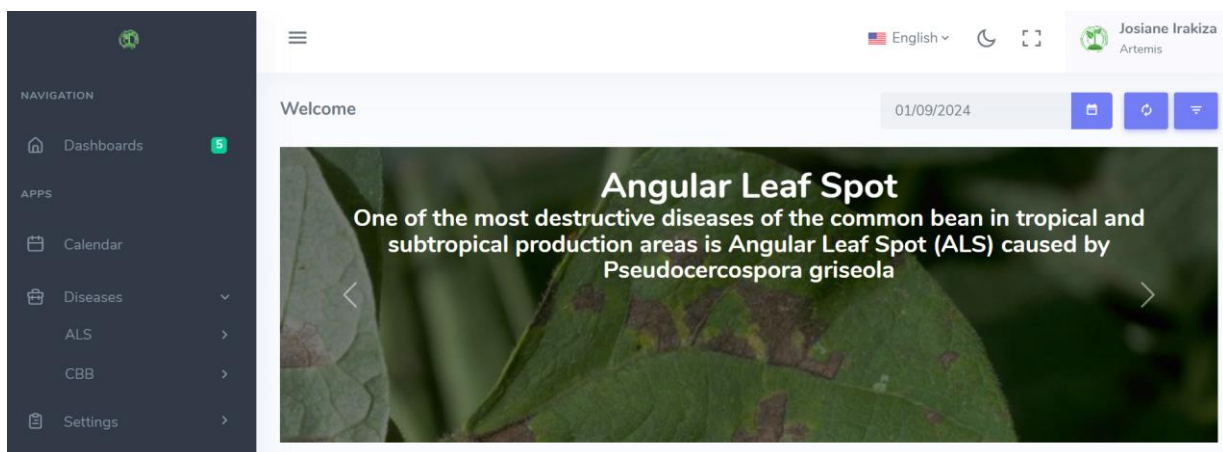 English
Josiane Irakiza
Artemis
NAVIGATION
Welcome
01/09/2024
Dashboards
5
APPS
Calendar
Diseases
ALS
CBB
Settings
Angular Leaf Spot
One of the most destructive diseases of the common bean in tropical and
subtropical production areas is Angular Leaf Spot (ALS) caused by
Pseudocercospora griseola